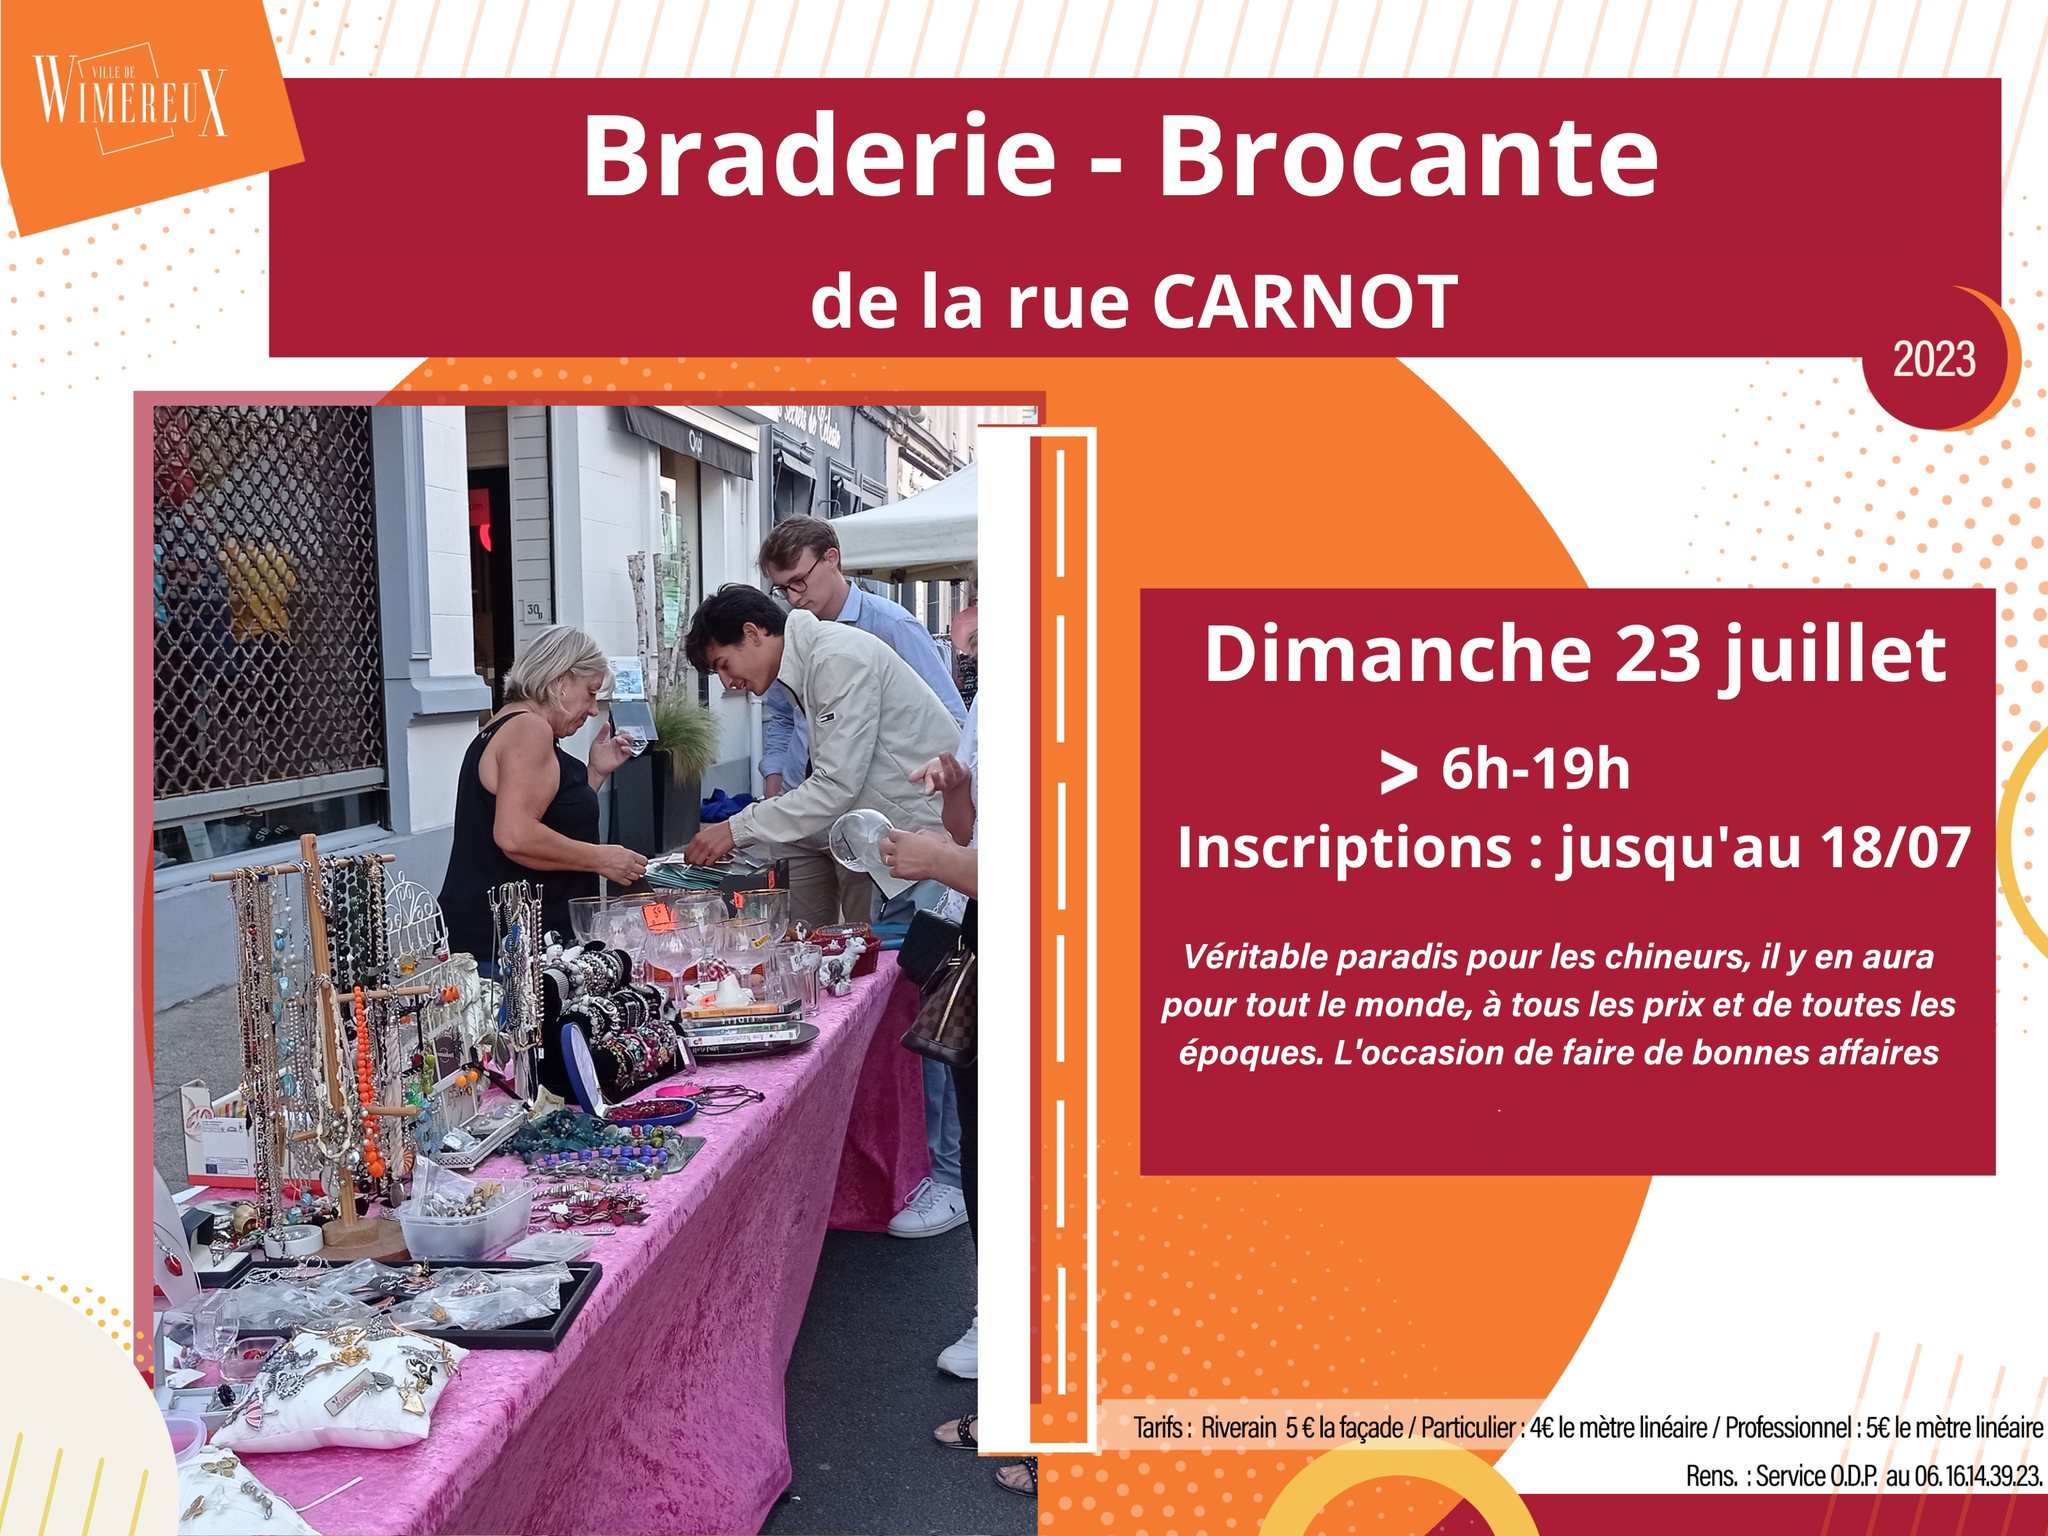 VILLE DE
WIMEREUX
Braderie - Brocante
de la rue CARNOT
2023
Oqi
30
B
5€
Dimanche 23 juillet
> 6h-19h
Inscriptions : jusqu'au 18/07
Véritable paradis pour les chineurs, il y en aura
pour tout le monde, à tous les prix et de toutes les
époques. L'occasion de faire de bonnes affaires
.
Tarifs : Riverain 5 € la façade / Particulier : 4€ le mètre linéaire / Professionnel : 5€ le mètre linéaire
Rens. : Service O.D.P. au 06.16.14.39.23.